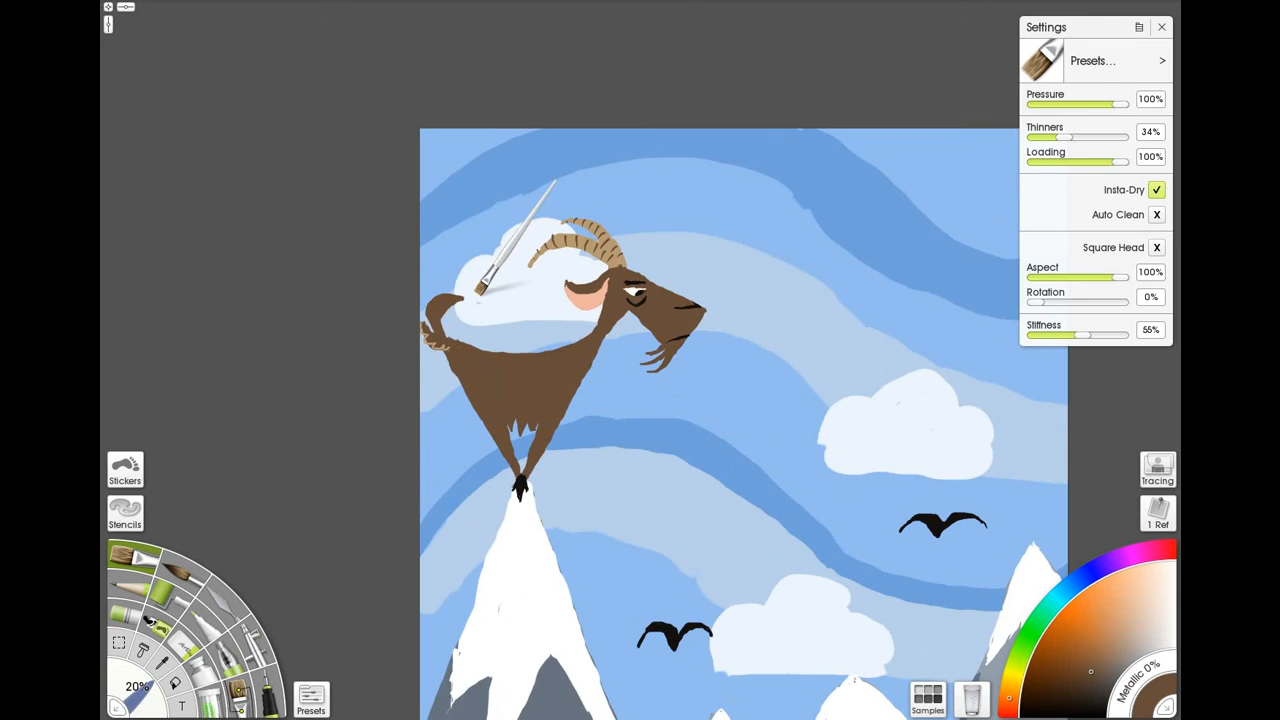 Settings
Presets... >
Pressure
100%
Thinners
34%
Loading
100%
Insta-Dry
Auto Clean X
Square Head X
Aspect
100%
Rotation
0%
Stiffness
55%
Stickers
Stencils
Tracing
1 Ref
20%
T
Presets
Samples
Metallic 0%